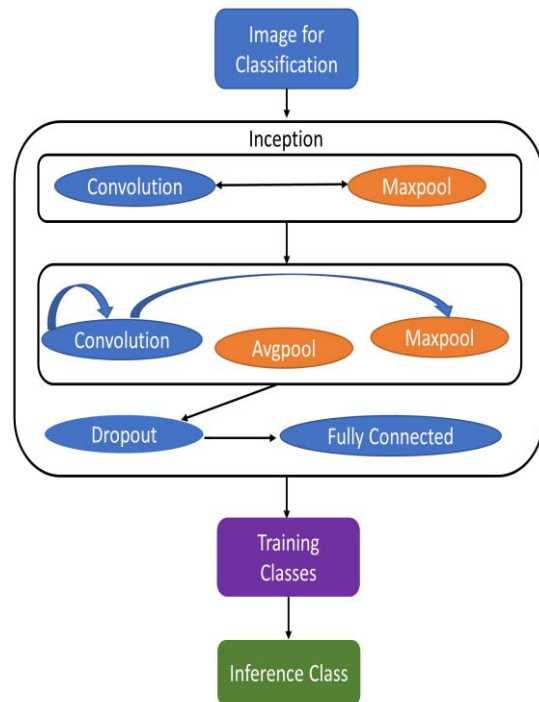 Image for
Classification
Inception
Convolution
Maxpool
Convolution
Avgpool
Maxpool
Dropout
Fully Connected
Training
Classes
Inference Class